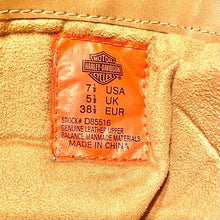 MOTOR
HARLEY-DAVIDSON
CYCLES
7½ USA
5½ UK
38½ EUR
STOCK# D85516
GENUINE LEATHER UPPER
BALANCE MANMADE MATERIALS
MADE IN CHINA